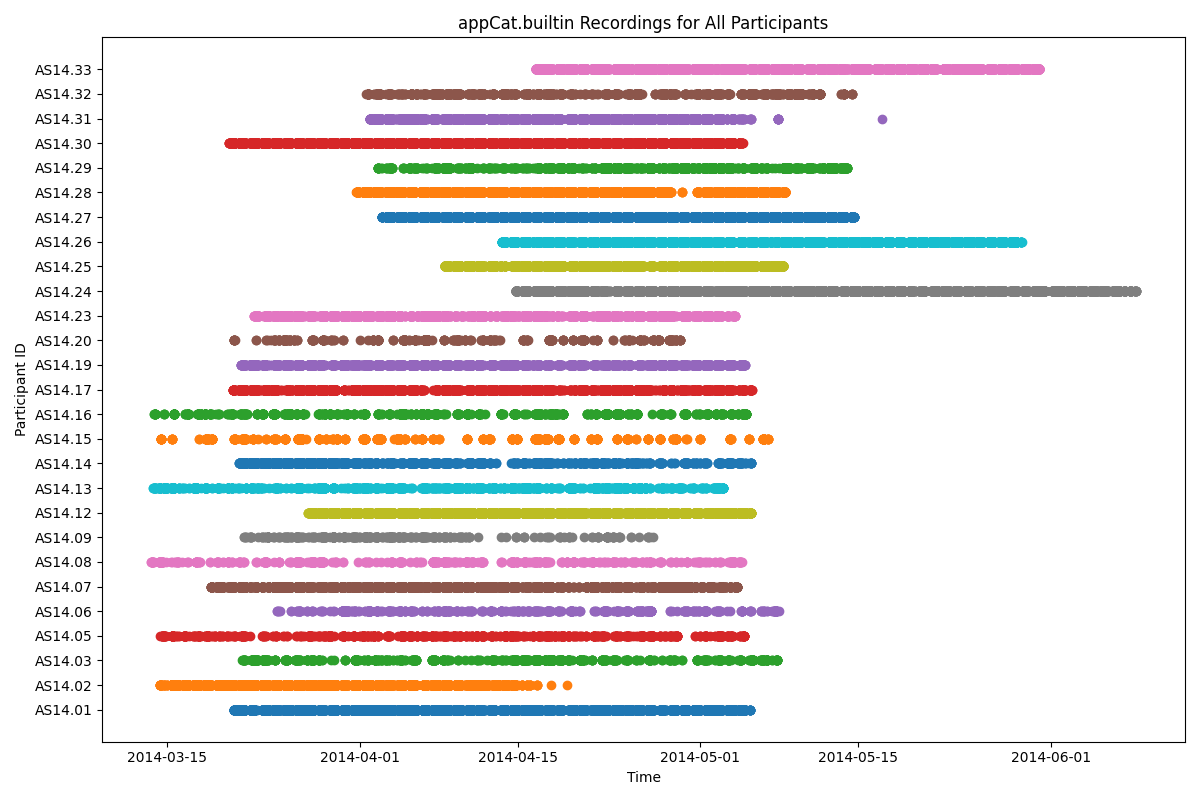 appCat.builtin Recordings for All Participants
Participant ID
AS14.33
AS14.32
AS14.31
AS14.30
AS14.29
AS14.28
AS14.27
AS14.26
AS14.25
AS14.24
AS14.23
AS14.20
AS14.19
AS14.17
AS14.16
AS14.15
AS14.14
AS14.13
AS14.12
AS14.09
AS14.08
AS14.07
AS14.06
AS14.05
AS14.03
AS14.02
AS14.01
2014-03-15 2014-04-01 2014-04-15 2014-05-01 2014-05-15 2014-06-01
Time